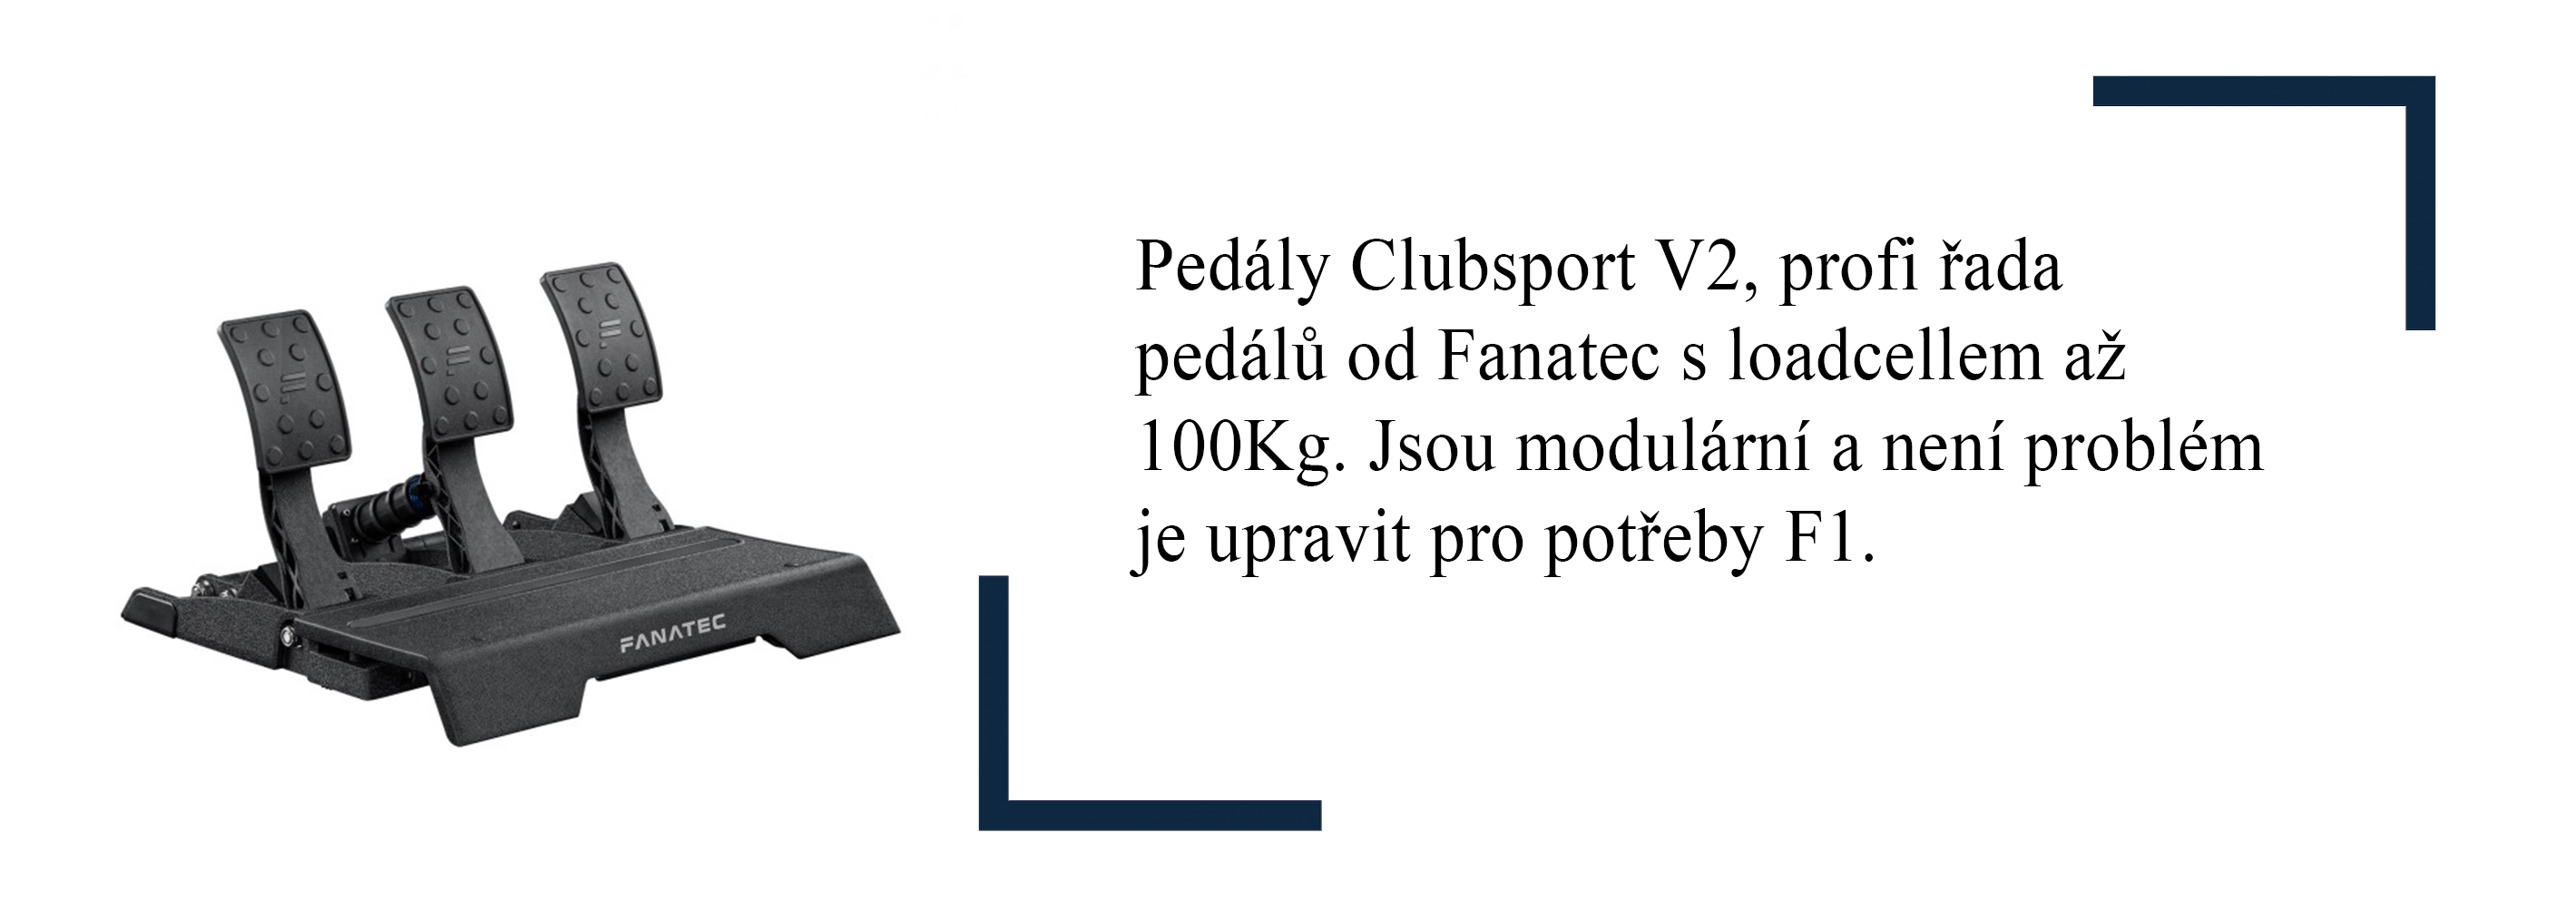 Pedály Clubsport V2, profi řada
pedálů od Fanatec s loadcellem až
100Kg. Jsou modulární a není problém
je upravit pro potřeby F1.
FANATEC